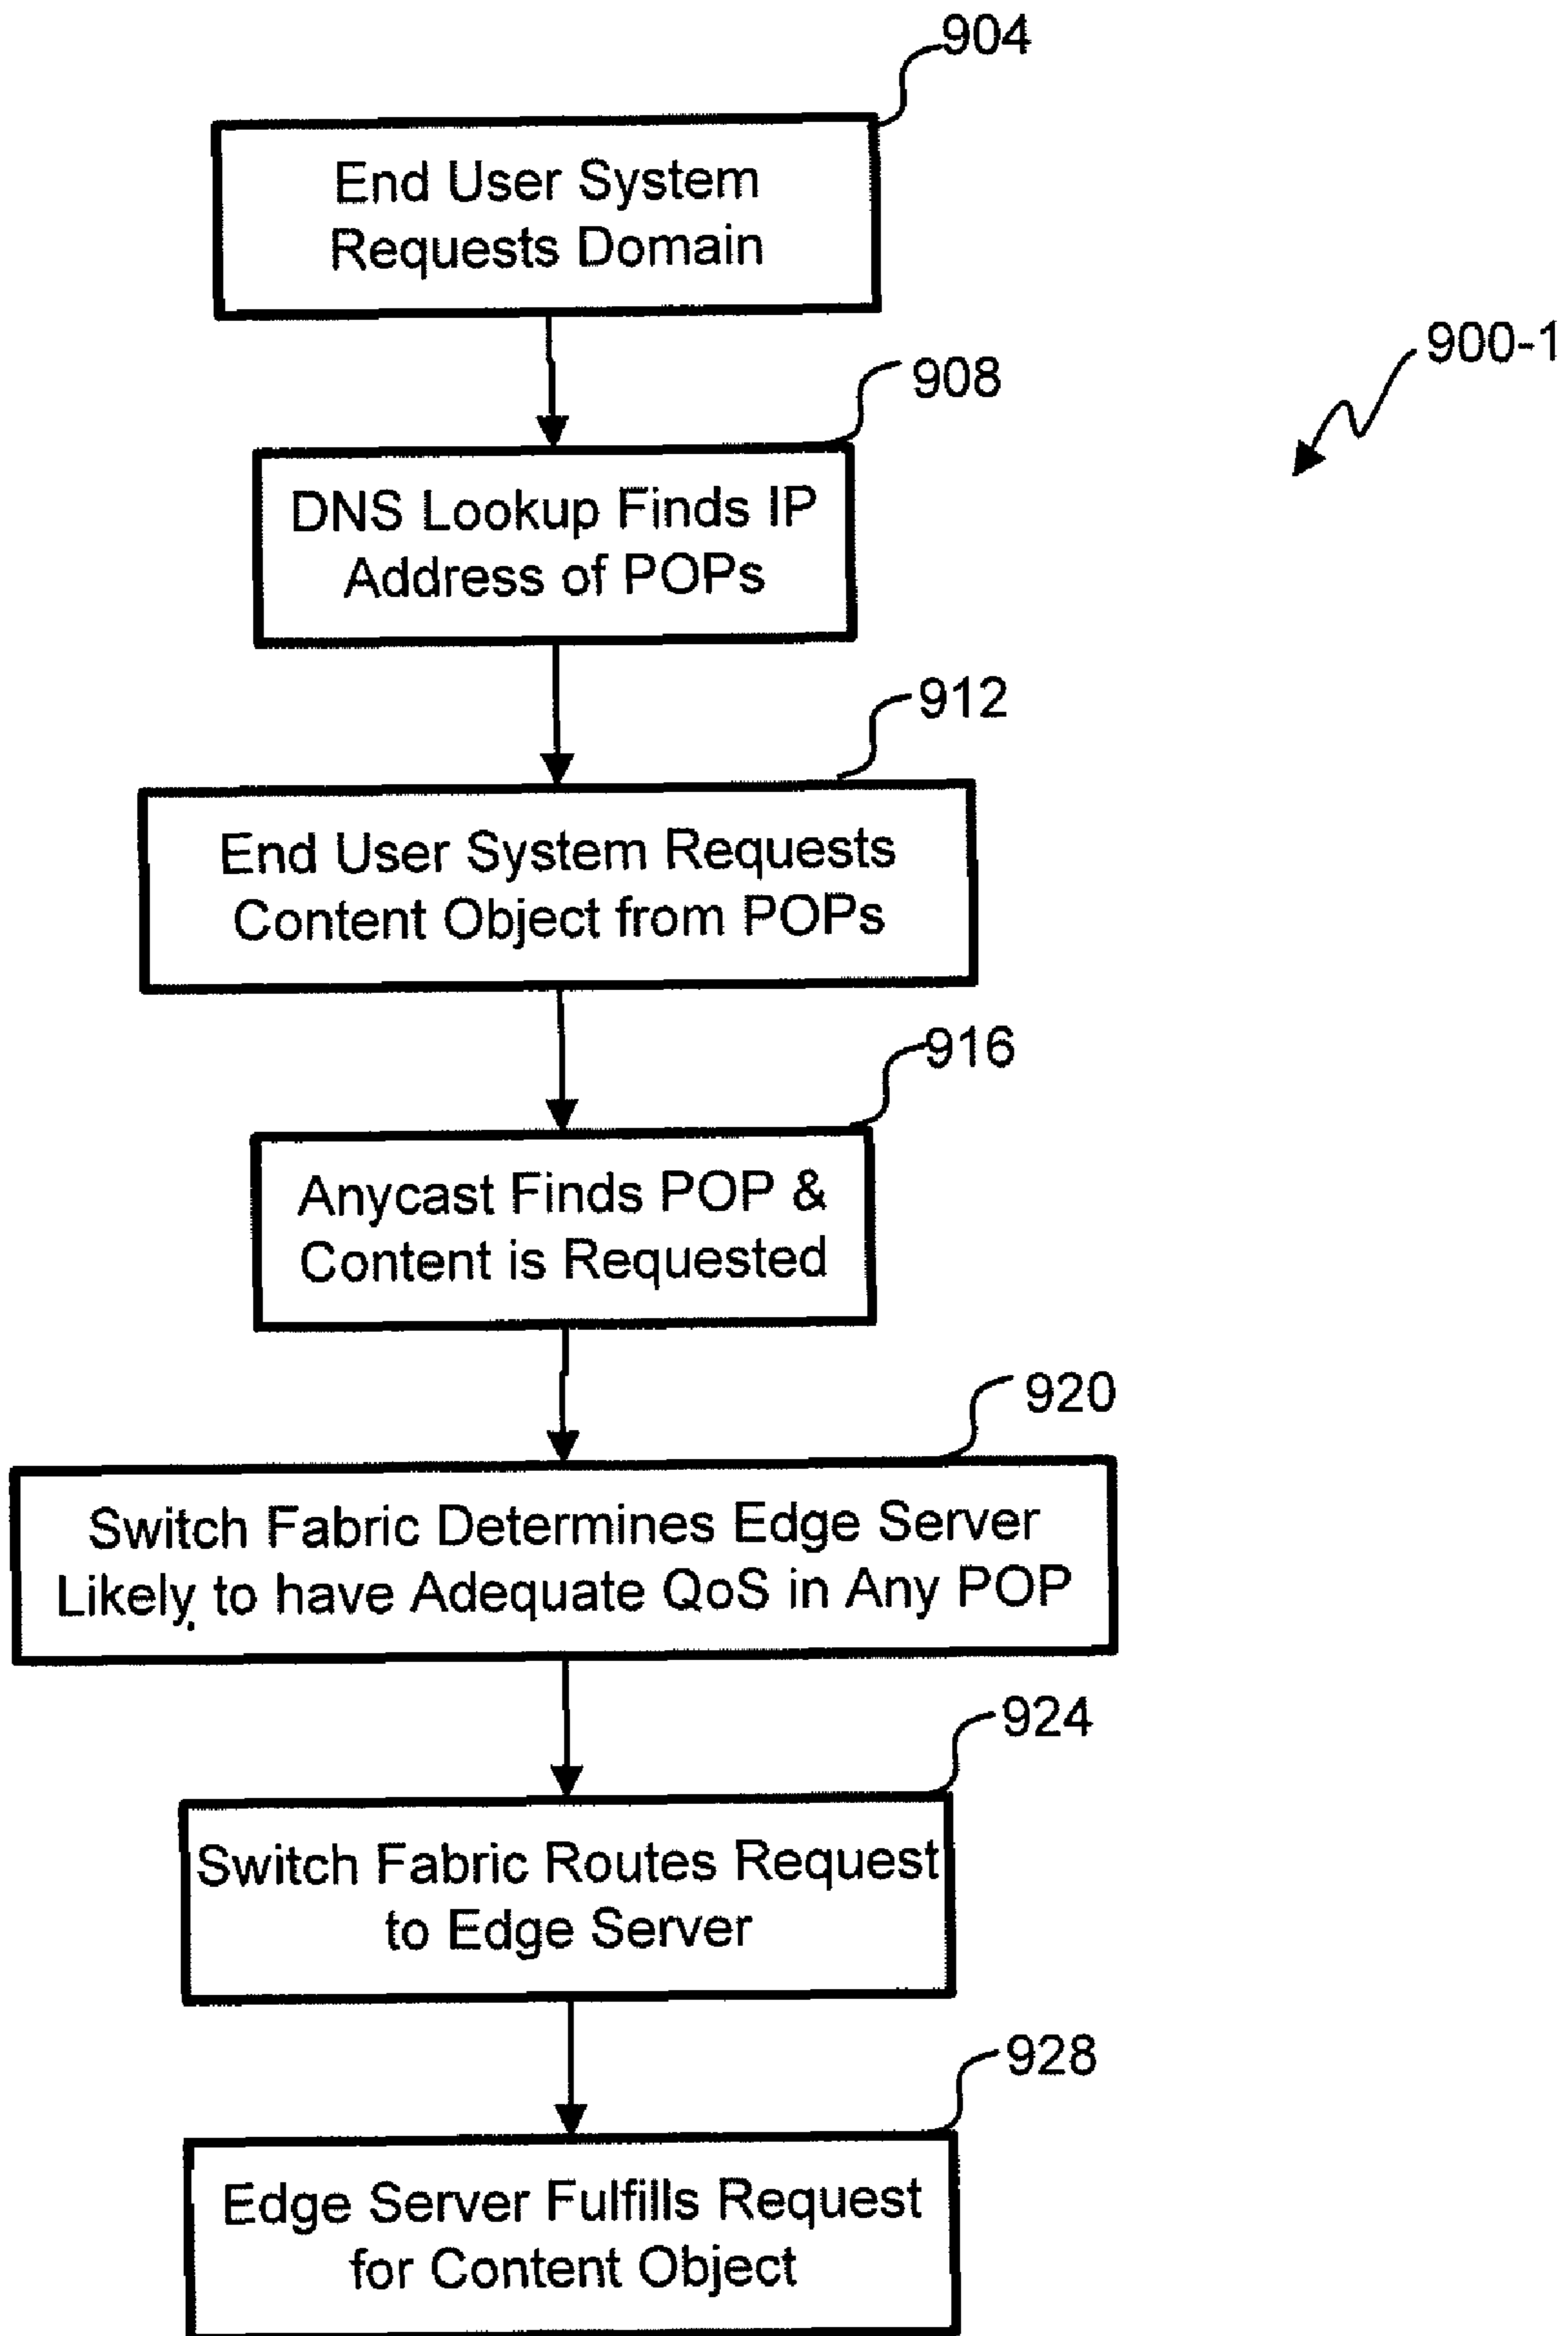 904
End User System
Requests Domain
900-1
908
DNS Lookup Finds IP
Address of POPs
912
End User System Requests
Content Object from POPs
916
Anycast Finds POP &
Content is Requested
920
Switch Fabric Determines Edge Server
Likely to have Adequate QoS in Any POP
924
Switch Fabric Routes Request
to Edge Server
928
Edge Server Fulfills Request
for Content Object